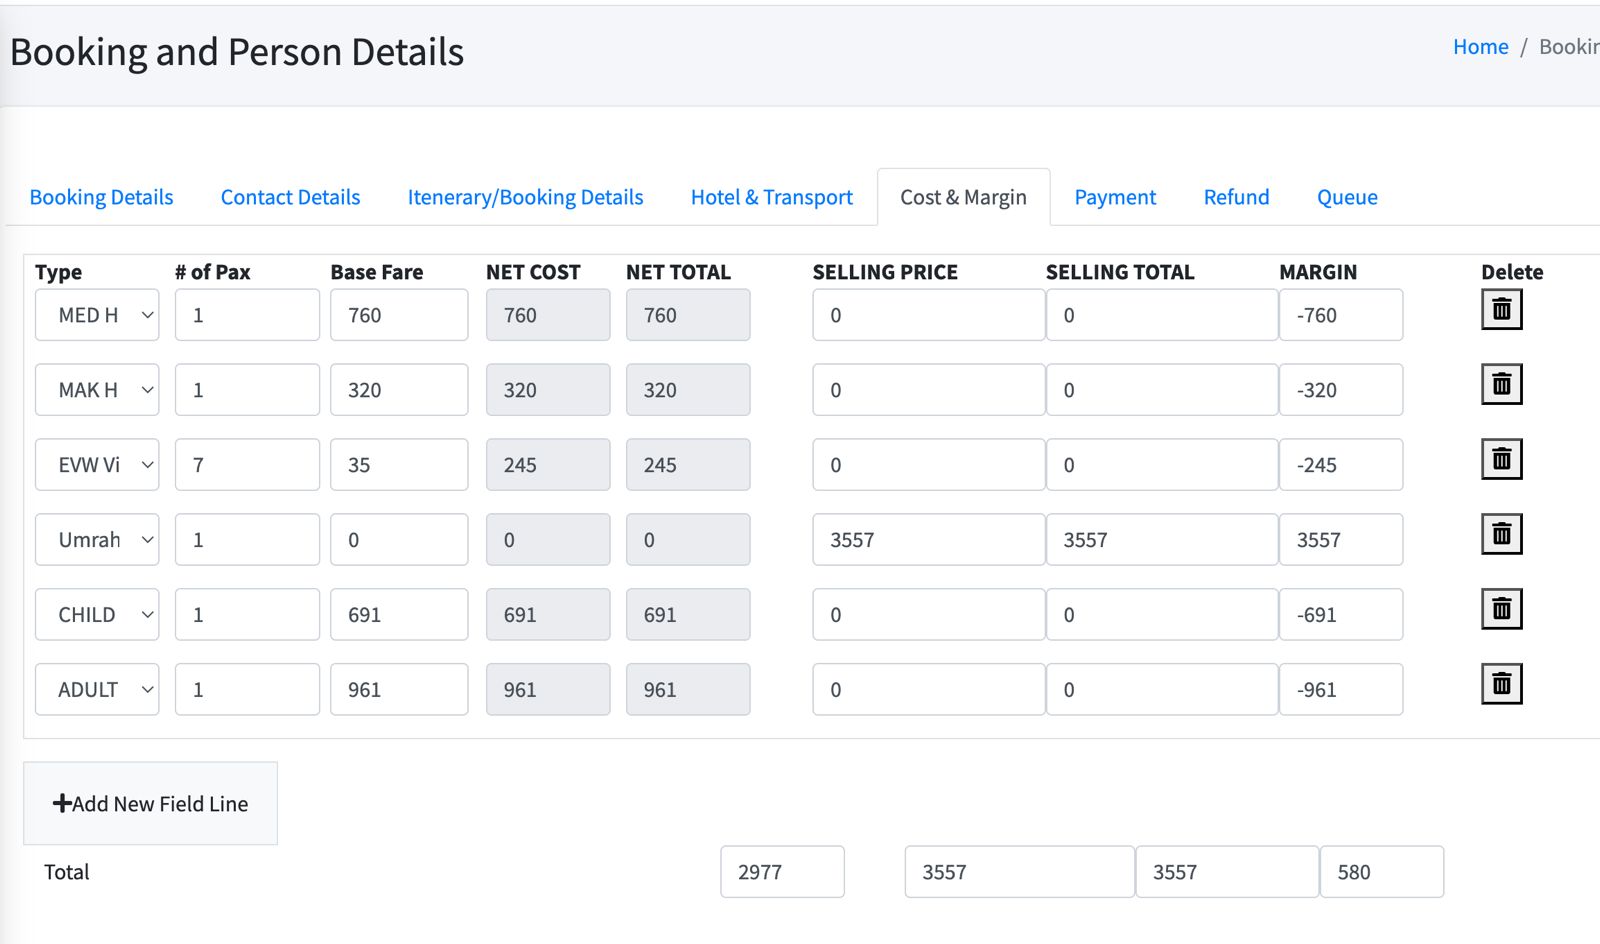 Booking and Person Details
Home / Bookin
Booking Details Contact Details Itenerary/Booking Details Hotel & Transport Cost & Margin Payment Refund Queue
Type # of Pax Base Fare NET COST NET TOTAL SELLING PRICE SELLING TOTAL MARGIN Delete
MED H 1 760 760 760 0 0 -760
MAK H 1 320 320 320 0 0 -320
EVW Vi 7 35 245 245 0 0 -245
Umrah 1 0 0 0 3557 3557 3557
CHILD 1 691 691 691 0 0 -691
ADULT 1 961 961 961 0 0 -961
+Add New Field Line
Total 2977 3557 3557 580